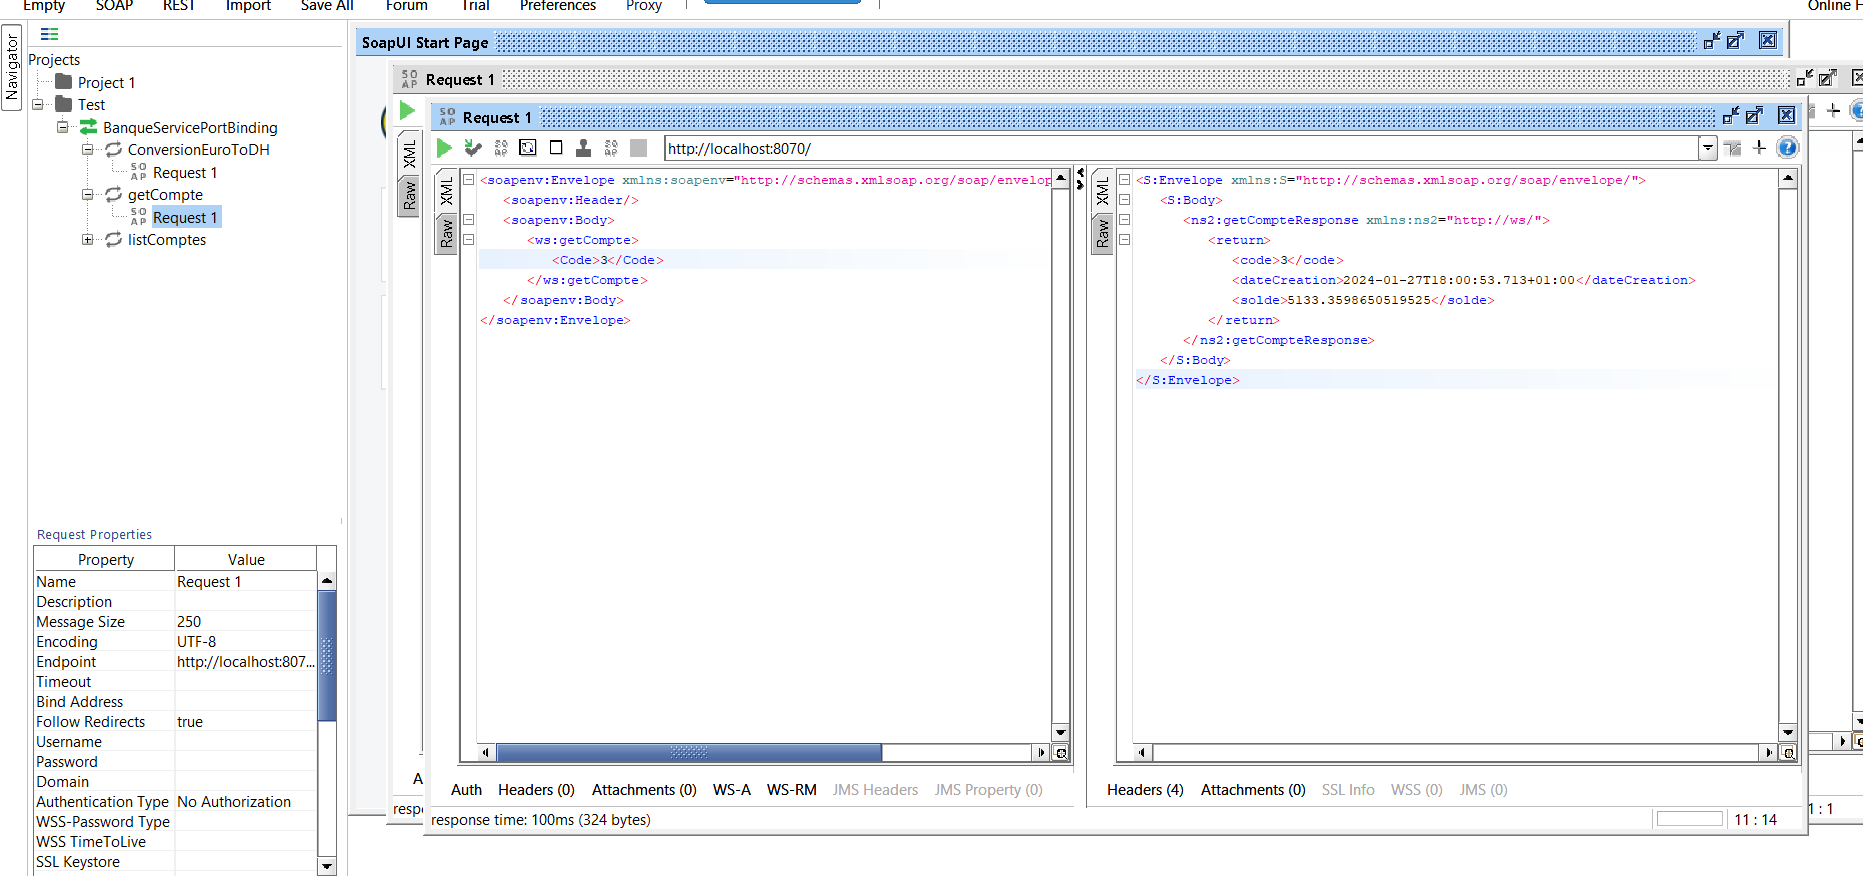 Empty SOAP REST Import Save All Forum Trial Preferences Proxy Online H
Navigator
Projects
Project 1
Test
BanqueServicePortBinding
ConversionEuroToDH
SOAP Request 1
getCompte
SOAP Request 1
listComptes
Request Properties
Property Value
Name Request 1
Description
Message Size 250
Encoding UTF-8
Endpoint http://localhost:807...
Timeout
Bind Address
Follow Redirects true
Username
Password
Domain
Authentication Type No Authorization
WSS-Password Type
WSS TimeToLive
SSL Keystore
SoapUI Start Page
SOAP Request 1
XML
Raw
A
resp
1 : 1
SOAP Request 1
http://localhost:8070/
XML
Raw
<soapenv:Envelope xmlns:soapenv="http://schemas.xmlsoap.org/soap/envelop
<soapenv:Header/>
<soapenv:Body>
<ws:getCompte>
<Code>3</Code>
</ws:getCompte>
</soapenv:Body>
</soapenv:Envelope>
Auth Headers (0) Attachments (0) WS-A WS-RM JMS Headers JMS Property (0)
XML
Raw
<S:Envelope xmlns:S="http://schemas.xmlsoap.org/soap/envelope/">
<S:Body>
<ns2:getCompteResponse xmlns:ns2="http://ws/">
<return>
<code>3</code>
<dateCreation>2024-01-27T18:00:53.713+01:00</dateCreation>
<solde>5133.3598650519525</solde>
</return>
</ns2:getCompteResponse>
</S:Body>
</S:Envelope>
Headers (4) Attachments (0) SSL Info WSS (0) JMS (0)
response time: 100ms (324 bytes)
11 : 14